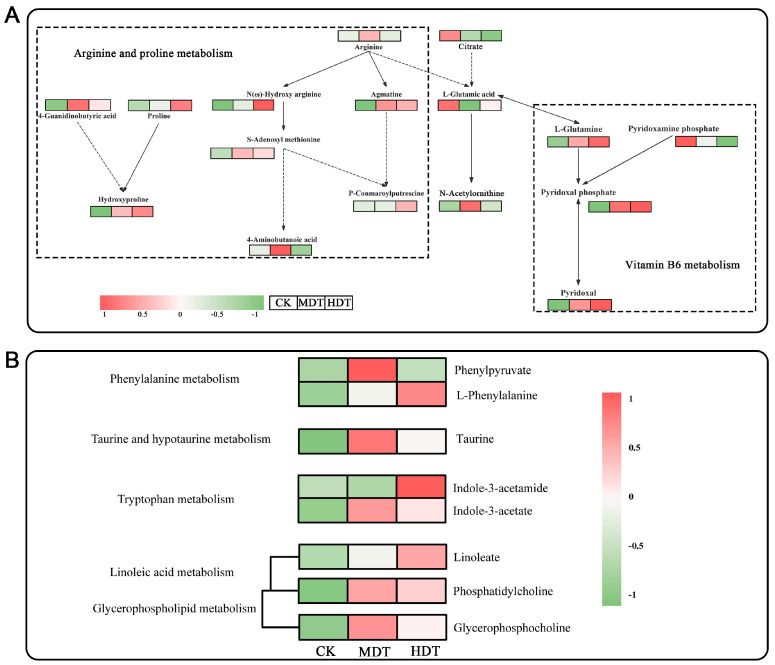 A
Arginine and proline metabolism
Arginine
Citrate
N(ω)-Hydroxy arginine
Agmatine
L-Glutamic acid
4-Guanidinobutyric acid
Proline
L-Glutamine
Pyridoxamine phosphate
S-Adenosyl methionine
Hydroxyproline
P-Coumaroylputrescine
N-Acetylornithine
Pyridoxal phosphate
4-Aminobutanoic acid
Vitamin B6 metabolism
Pyridoxal
CK MDT HDT
1 0.5 0 -0.5 -1
B
Phenylalanine metabolism
Phenylpyruvate
L-Phenylalanine
Taurine and hypotaurine metabolism
Taurine
Tryptophan metabolism
Indole-3-acetamide
Indole-3-acetate
Linoleic acid metabolism
Linoleate
Glycerophospholipid metabolism
Phosphatidylcholine
Glycerophosphocholine
CK MDT HDT
1
0.5
0
-0.5
-1